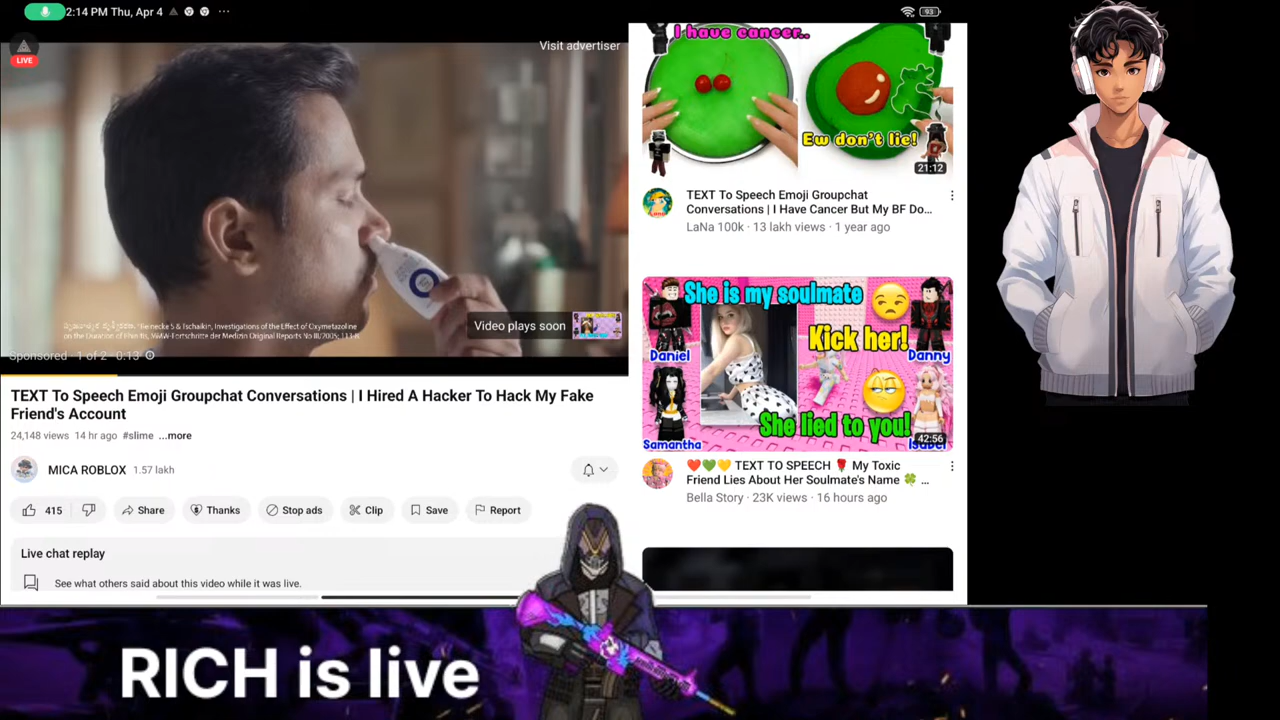 2:14 PM Thu, Apr 4
93
LIVE
Visit advertiser
Video plays soon
Sponsored · 1 of 2 · 0:13
TEXT To Speech Emoji Groupchat Conversations | I Hired A Hacker To Hack My Fake
Friend's Account
24,148 views 14 hr ago #slime ...more
MICA ROBLOX 1.57 lakh
415
Share
Thanks
Stop ads
Clip
Save
Report
Live chat replay
See what others said about this video while it was live.
I have cancer..
Ew don't lie!
21:12
TEXT To Speech Emoji Groupchat
Conversations | I Have Cancer But My BF Do...
LaNa 100k · 13 lakh views · 1 year ago
She is my soulmate
Kick her!
Daniel
Danny
She lied to you!
Samantha
42:56
TEXT TO SPEECH 🌹 My Toxic
Friend Lies About Her Soulmate's Name 🍀 ...
Bella Story · 23K views · 16 hours ago
RICH is live